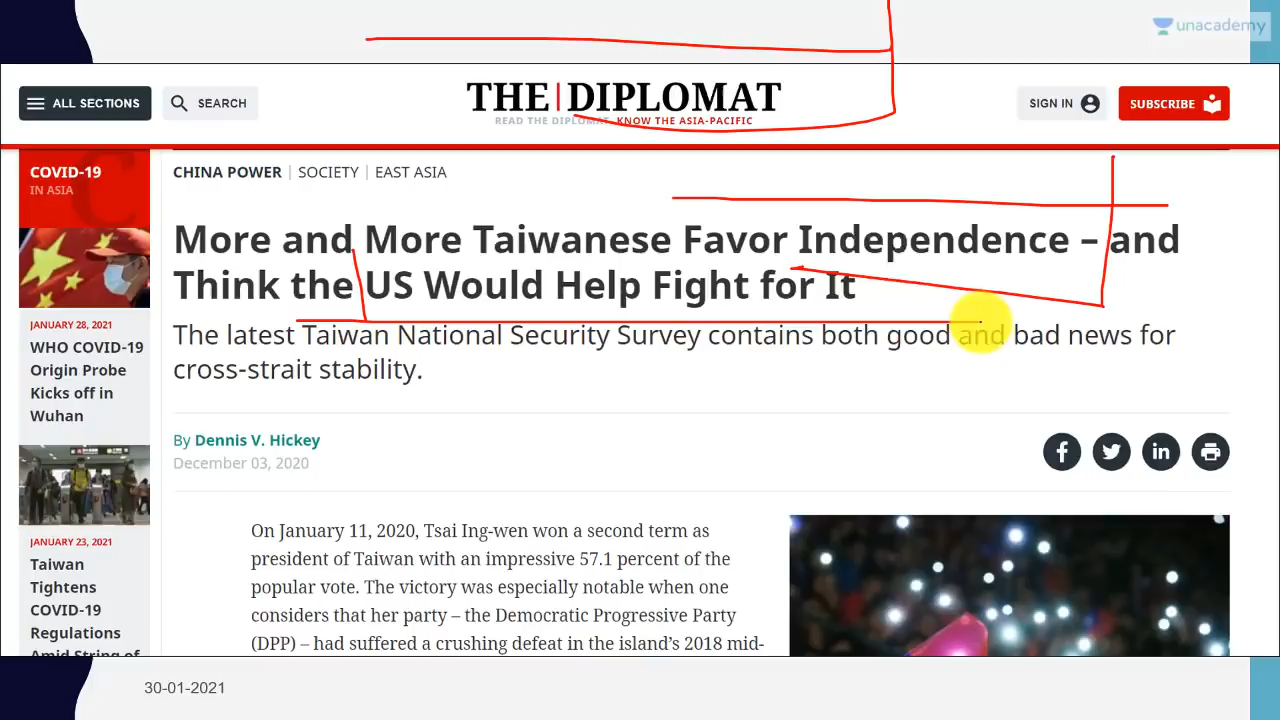 unacademy
ALL SECTIONS
SEARCH
THE | DIPLOMAT
READ THE DIPLOMAT, KNOW THE ASIA-PACIFIC
SIGN IN
SUBSCRIBE
COVID-19
IN ASIA
JANUARY 28, 2021
WHO COVID-19
Origin Probe
Kicks off in
Wuhan
JANUARY 23, 2021
Taiwan
Tightens
COVID-19
Regulations
Amid String of
CHINA POWER | SOCIETY | EAST ASIA
More and More Taiwanese Favor Independence – and
Think the US Would Help Fight for It
The latest Taiwan National Security Survey contains both good and bad news for
cross-strait stability.
By Dennis V. Hickey
December 03, 2020
On January 11, 2020, Tsai Ing-wen won a second term as
president of Taiwan with an impressive 57.1 percent of the
popular vote. The victory was especially notable when one
considers that her party – the Democratic Progressive Party
(DPP) – had suffered a crushing defeat in the island’s 2018 mid-
30-01-2021